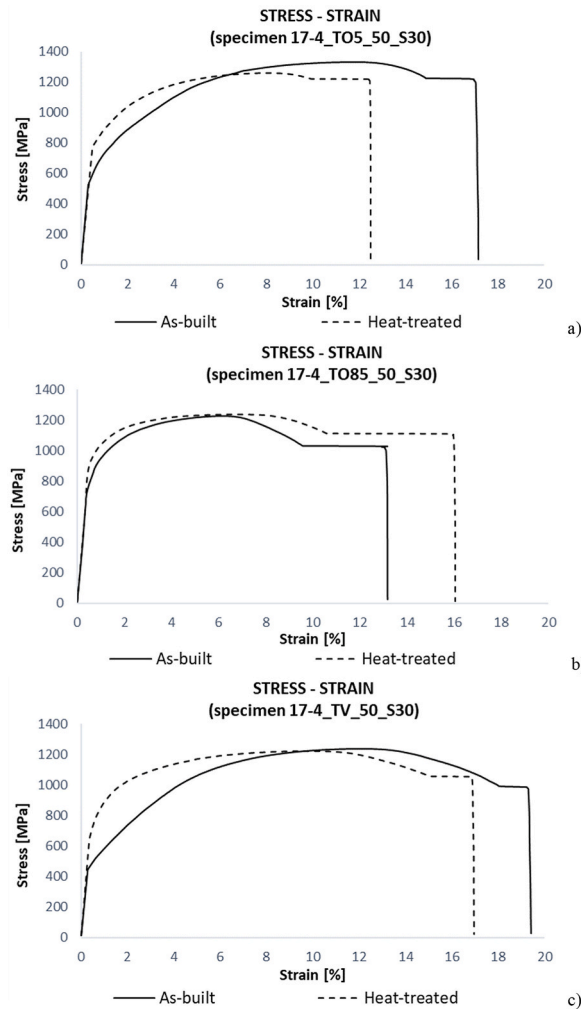 STRESS - STRAIN
(specimen 17-4_TO5_50_S30)
Stress [MPa]
1400
1200
1000
800
600
400
200
0
0 2 4 6 8 10 12 14 16 18 20
Strain [%]
As-built Heat-treated
a)
STRESS - STRAIN
(specimen 17-4_TO85_50_S30)
Stress [MPa]
1400
1200
1000
800
600
400
200
0
0 2 4 6 8 10 12 14 16 18 20
Strain [%]
As-built Heat-treated
b
STRESS - STRAIN
(specimen 17-4_TV_50_S30)
Stress [MPa]
1400
1200
1000
800
600
400
200
0
0 2 4 6 8 10 12 14 16 18 20
Strain [%]
As-built Heat-treated
c)